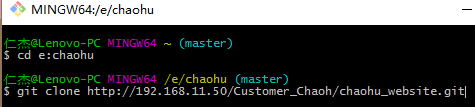 MINGW64:/e/chaohu
仁杰@Lenovo-PC MINGW64 ~ (master)
$ cd e:chaohu
仁杰@Lenovo-PC MINGW64 /e/chaohu (master)
$ git clone http://192.168.11.50/Customer_Chaoh/chaohu_website.git